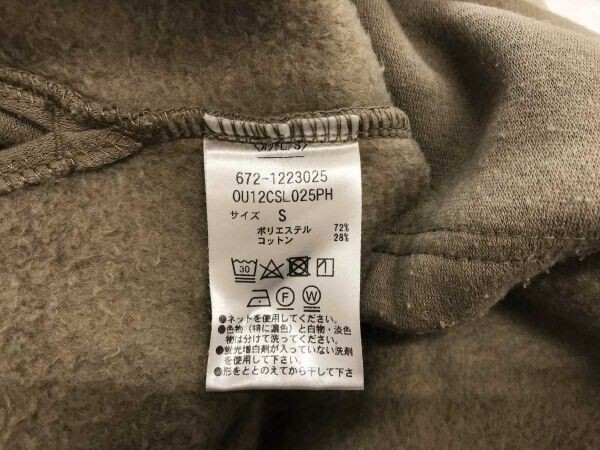 672-1223025
OU12CSL025PH
サイズ S
ポリエステル 72%
コットン 28%
30
F W
●ネットを使用してください。
●色物（特に濃色）と白物・淡色
物は分けて洗ってください。
●蛍光増白剤が入っていない洗剤
を使用して下さい。
●形をととのえてから干して下さ